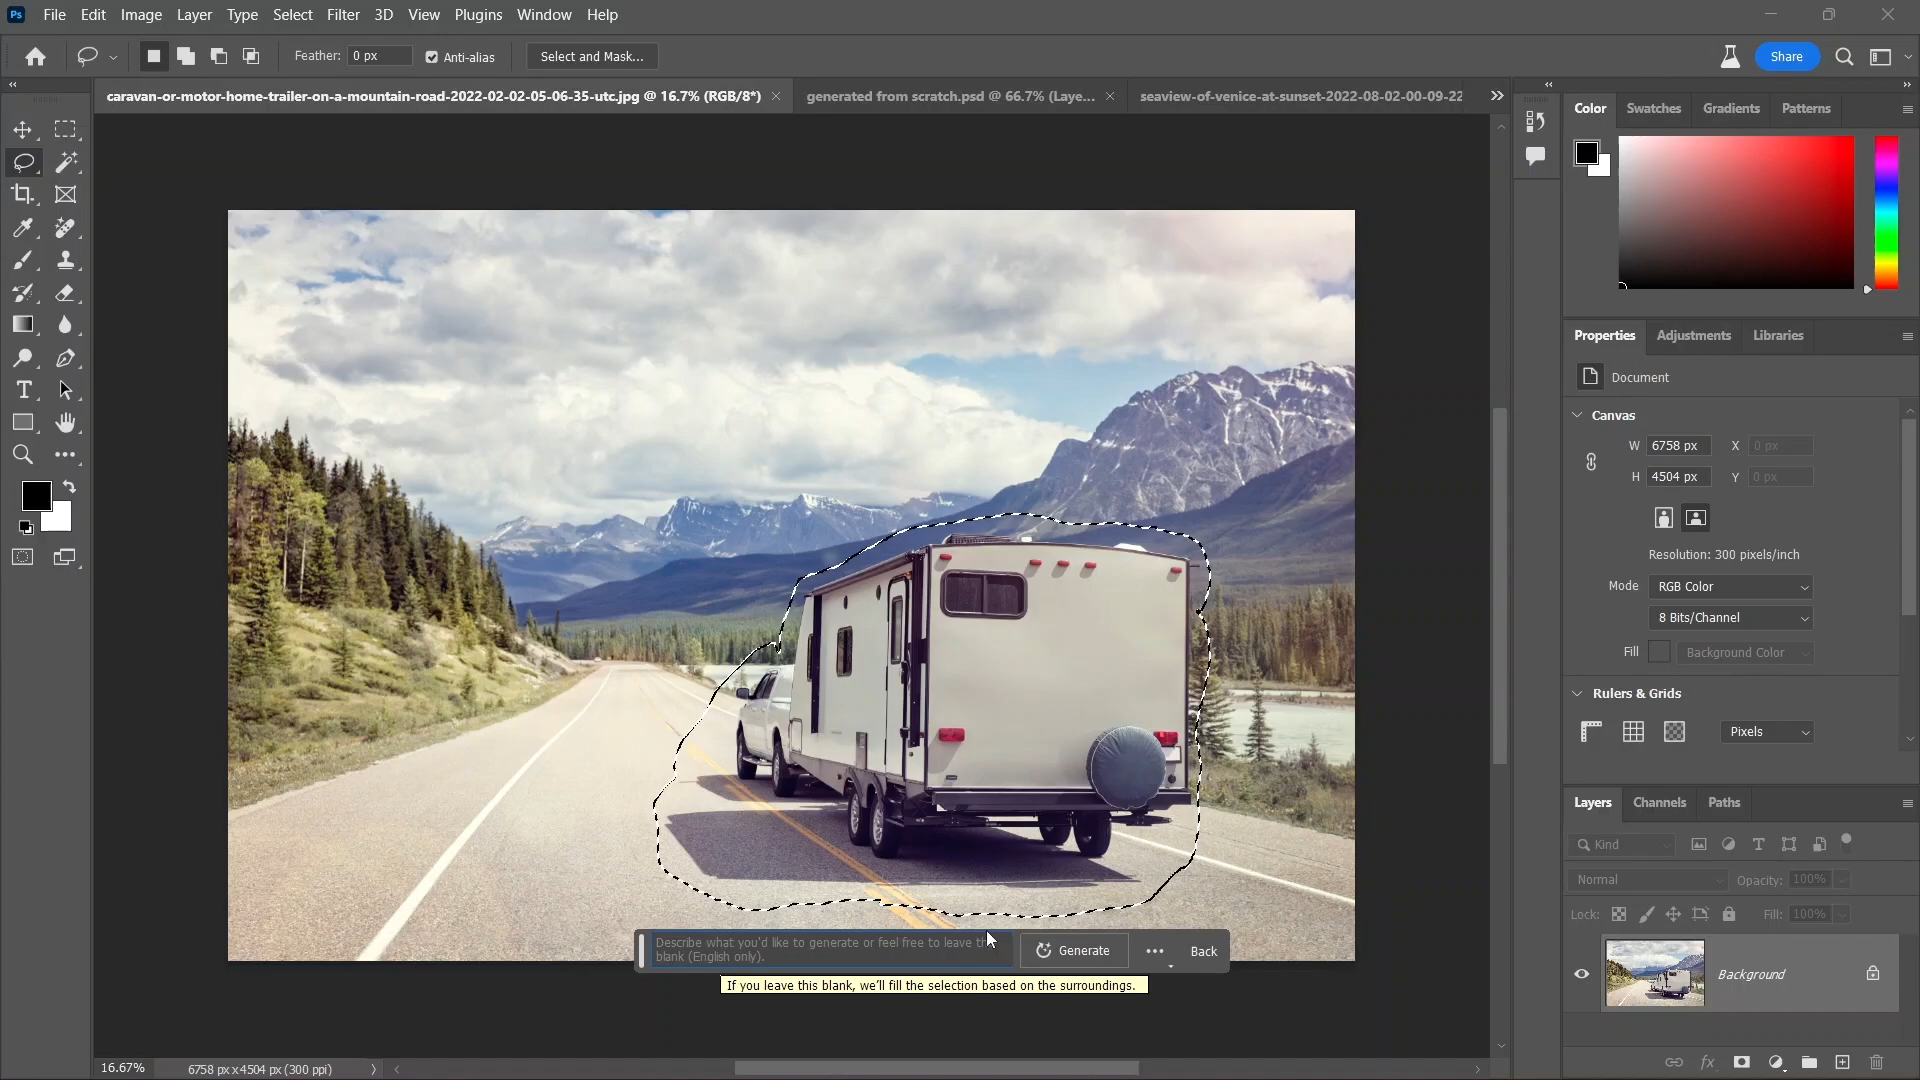 Ps File Edit Image Layer Type Select Filter 3D View Plugins Window Help
Feather: 0 px Anti-alias Select and Mask... Share
caravan-or-motor-home-trailer-on-a-mountain-road-2022-02-02-05-06-35-utc.jpg @ 16.7% (RGB/8*)
generated from scratch.psd @ 66.7% (Laye...
seaview-of-venice-at-sunset-2022-08-02-00-09-22
Color Swatches Gradients Patterns
Properties Adjustments Libraries
Document
Canvas
W 6758 px X 0 px
H 4504 px Y 0 px
Resolution: 300 pixels/inch
Mode RGB Color
8 Bits/Channel
Fill Background Color
Rulers & Grids
Pixels
Layers Channels Paths
Kind
Normal Opacity: 100%
Lock: Fill: 100%
Background
Describe what you'd like to generate or feel free to leave
blank (English only).
Generate
Back
If you leave this blank, we'll fill the selection based on the surroundings.
16.67% 6758 px x 4504 px (300 ppi)